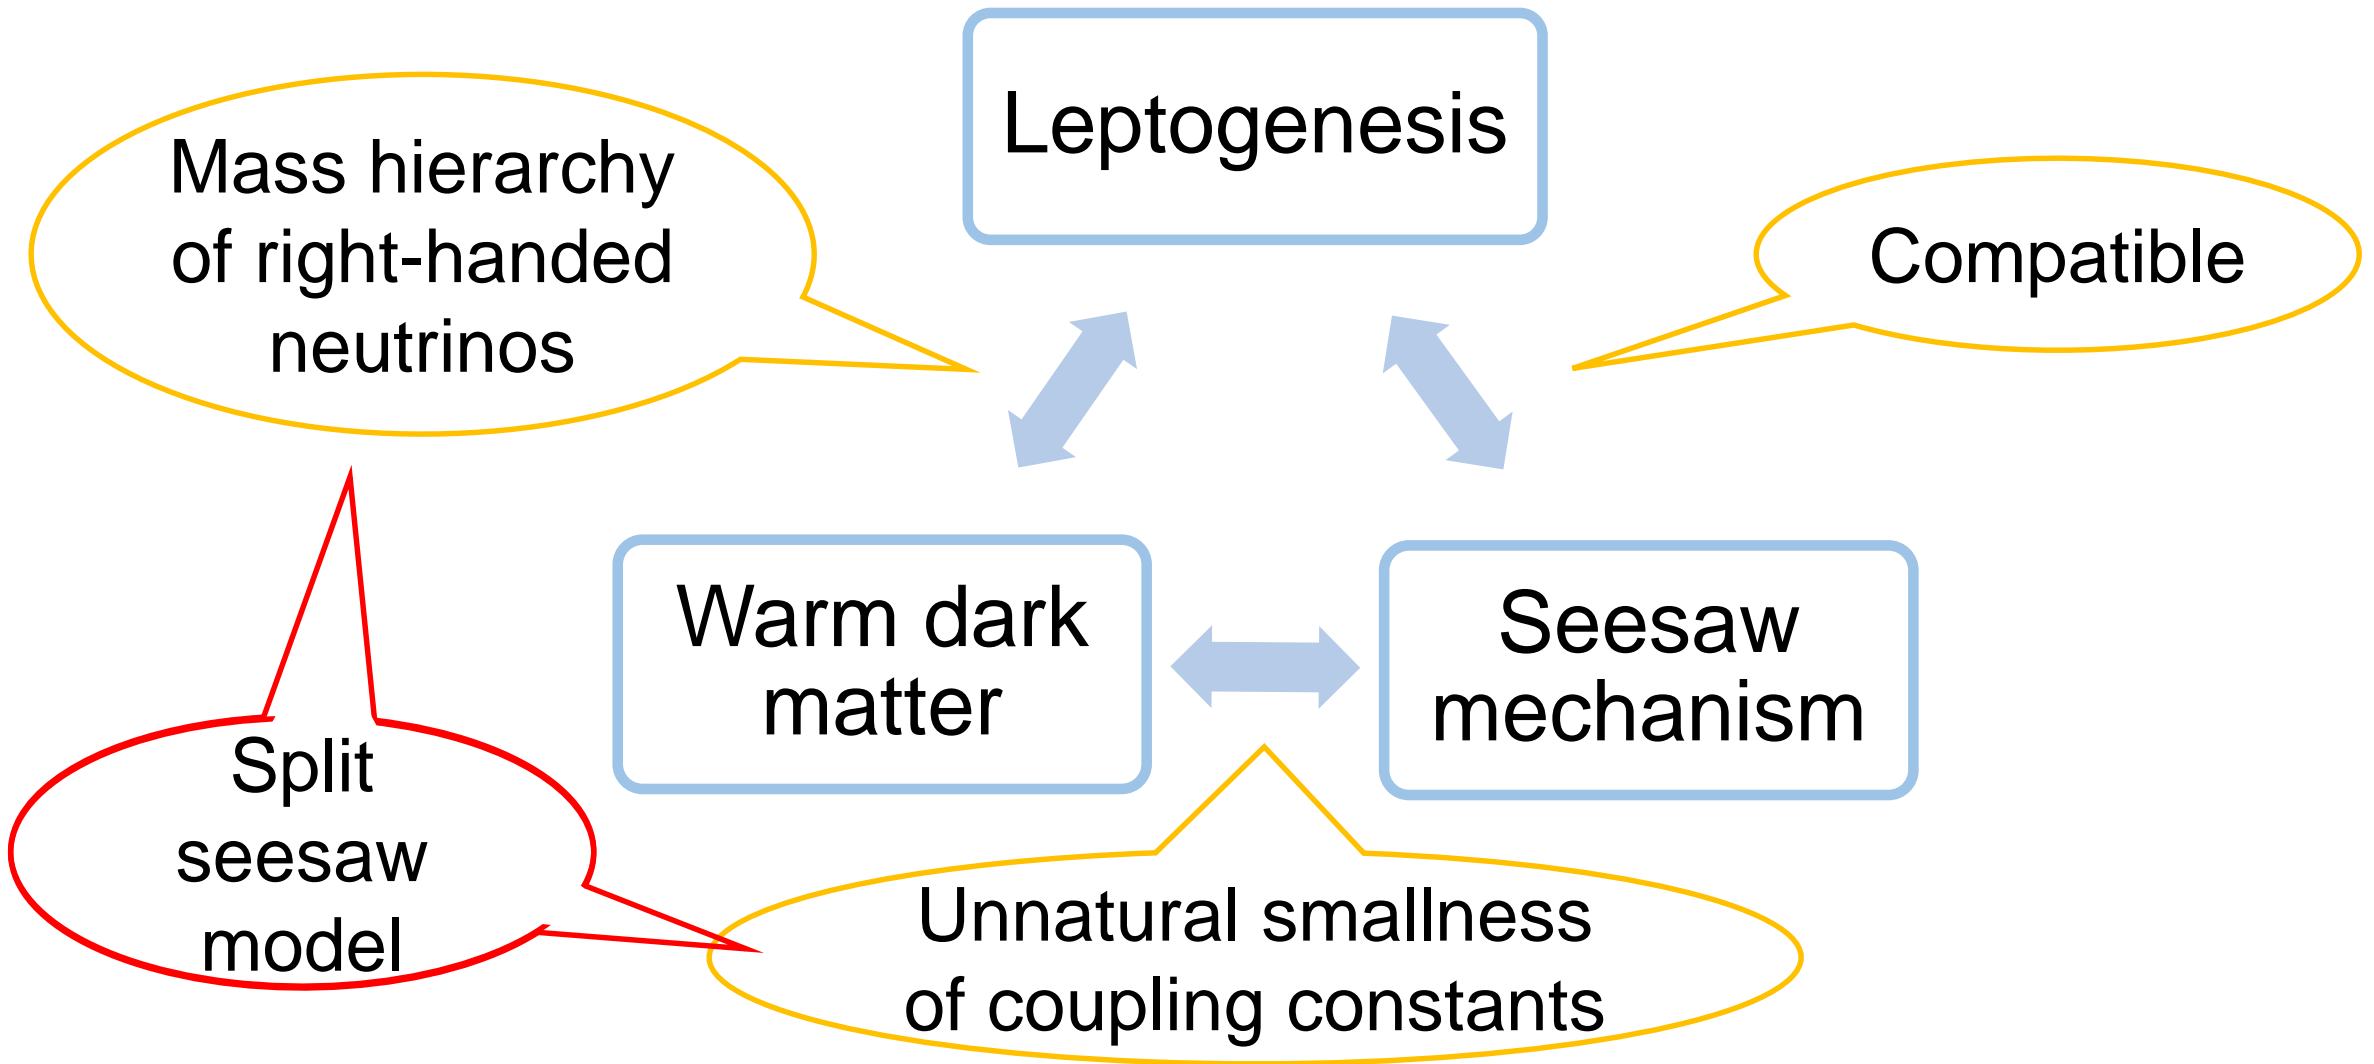 Leptogenesis
Mass hierarchy
of right-handed
neutrinos
Compatible
Warm dark
matter
Seesaw
mechanism
Split
seesaw
model
Unnatural smallness
of coupling constants